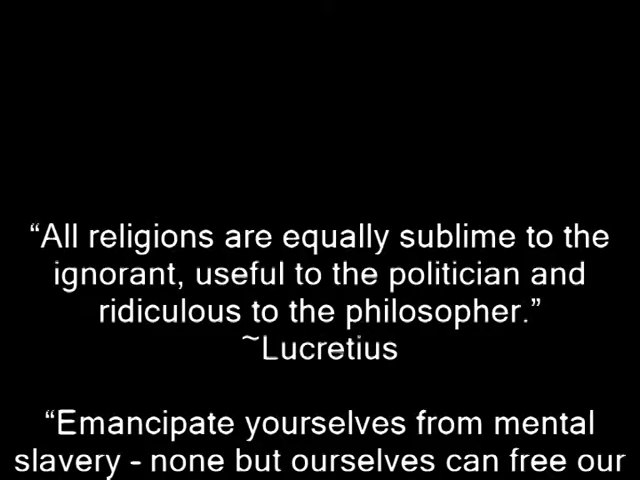 “All religions are equally sublime to the
ignorant, useful to the politician and
ridiculous to the philosopher.”
~Lucretius
“Emancipate yourselves from mental
slavery - none but ourselves can free our